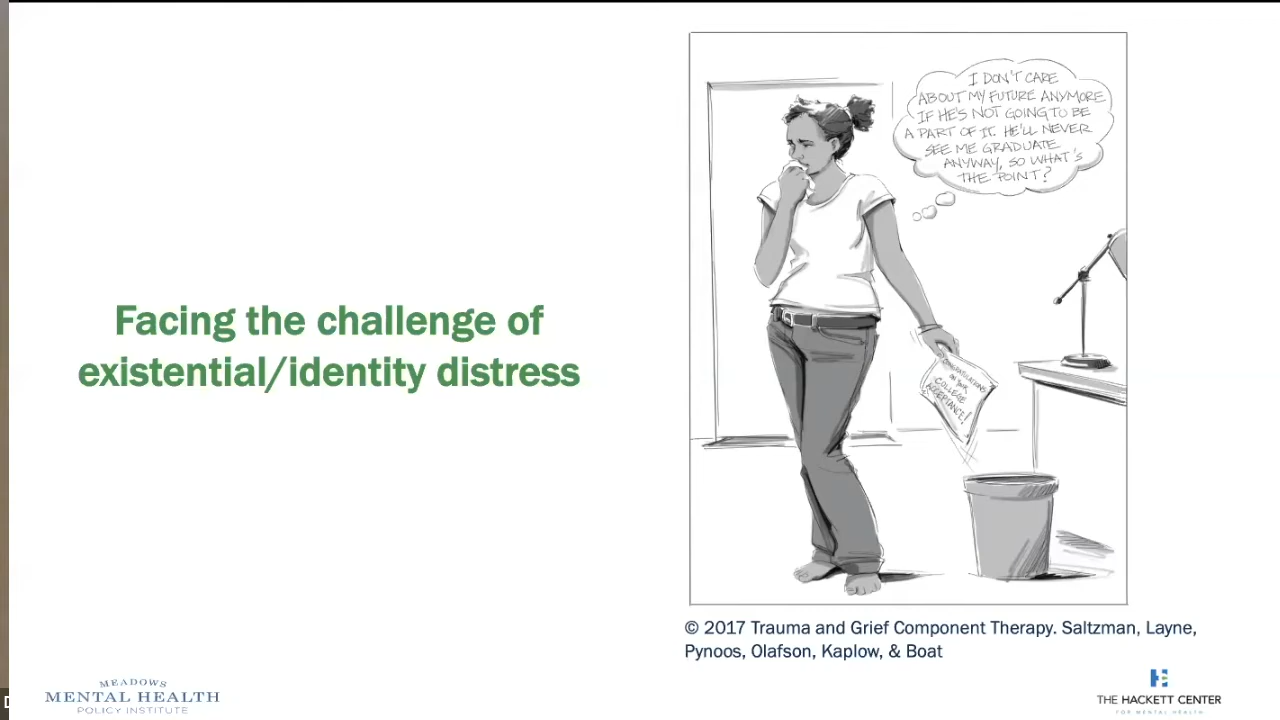 Facing the challenge of
existential/identity distress
I DON'T CARE
ABOUT MY FUTURE ANYMORE
IF HE'S NOT GOING TO BE
A PART OF IT. HE'LL NEVER
SEE ME GRADUATE
ANYWAY, SO WHAT'S
THE POINT?
CONGRATULATIONS
ON YOUR
COLLEGE
ACCEPTANCE!
© 2017 Trauma and Grief Component Therapy. Saltzman, Layne,
Pynoos, Olafson, Kaplow, & Boat
MEADOWS
MENTAL HEALTH
POLICY INSTITUTE
THE HACKETT CENTER
FOR MENTAL HEALTH